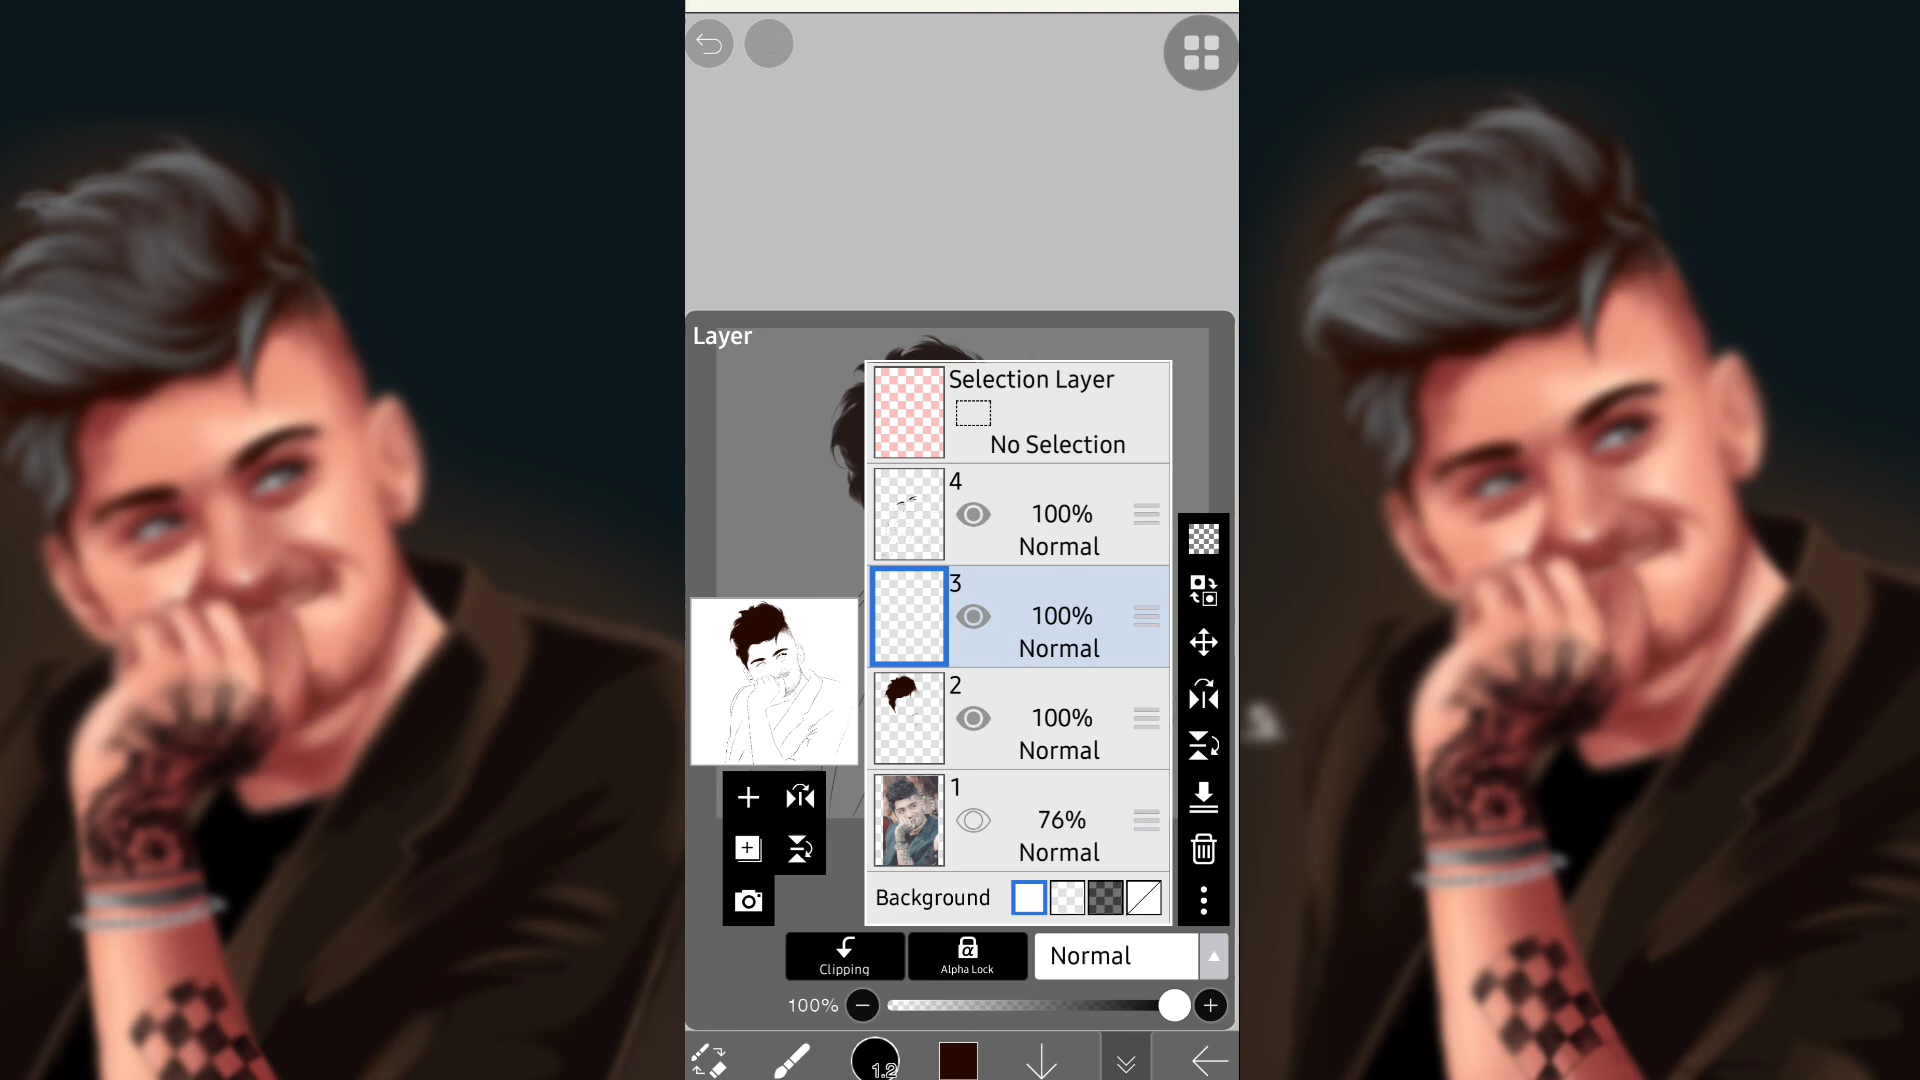 Layer
Selection Layer
No Selection
4
100%
Normal
3
100%
Normal
2
100%
Normal
1
76%
Normal
Background
Clipping
α
Alpha Lock
Normal
100%
1.2